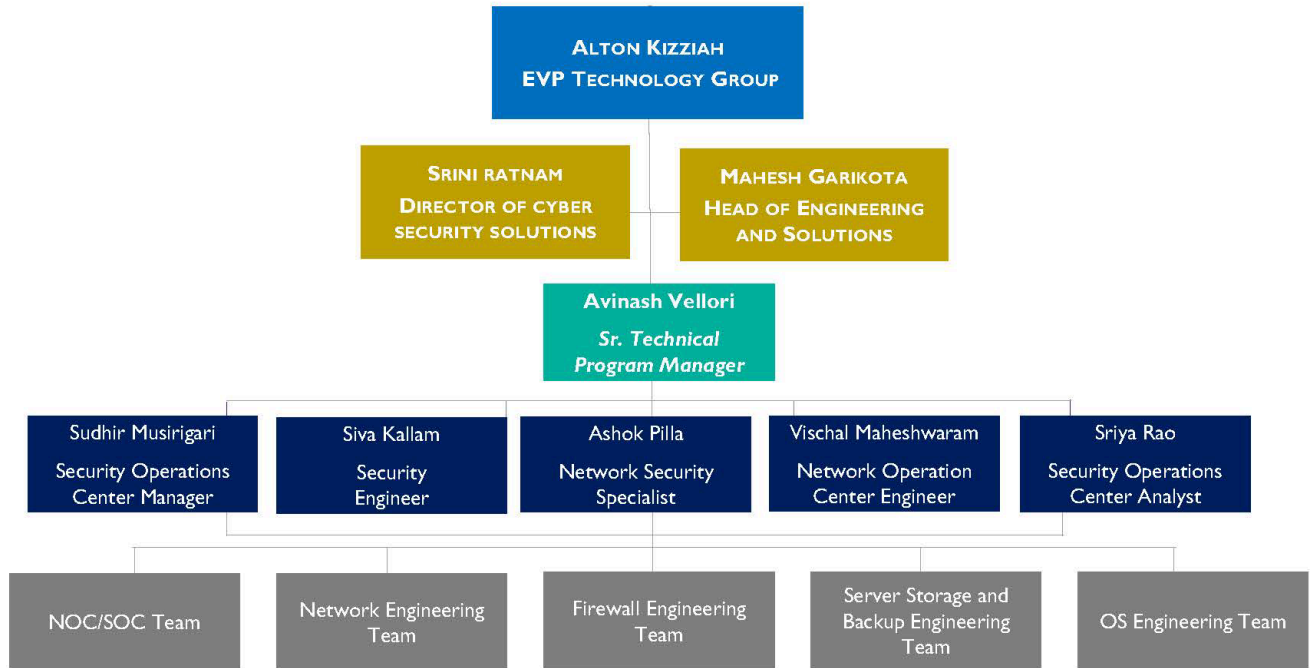 ALTON KIZZIAH
EVP TECHNOLOGY GROUP
SRINI RATNAM
DIRECTOR OF CYBER
SECURITY SOLUTIONS
MAHESH GARIKOTA
HEAD OF ENGINEERING
AND SOLUTIONS
Avinash Vellori
Sr. Technical
Program Manager
Sudhir Musirigari
Security Operations
Center Manager
Siva Kallam
Security
Engineer
Ashok Pilla
Network Security
Specialist
Vischal Maheshwaram
Network Operation
Center Engineer
Sriya Rao
Security Operations
Center Analyst
NOC/SOC Team
Network Engineering
Team
Firewall Engineering
Team
Server Storage and
Backup Engineering
Team
OS Engineering Team